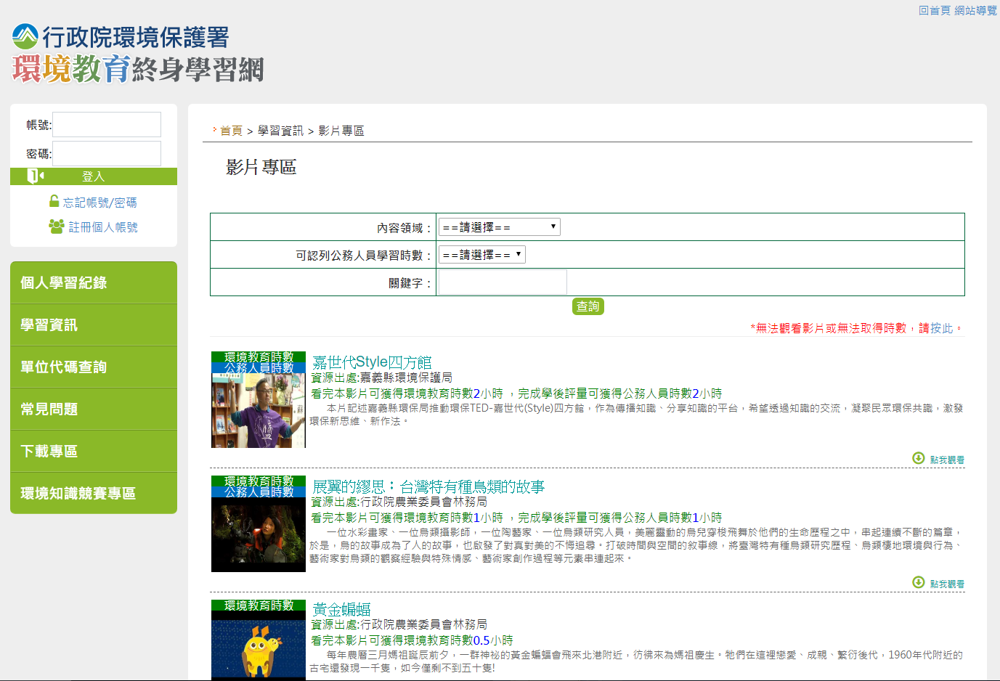 回首頁 網站導覽
行政院環境保護署
環境教育終身學習網
帳號:
密碼:
登入
忘記帳號/密碼
註冊個人帳號
個人學習紀錄
學習資訊
單位代碼查詢
常見問題
下載專區
環境知識競賽專區
首頁 > 學習資訊 > 影片專區
影片專區
內容領域： ==請選擇==
可認列公務人員學習時數： ==請選擇==
關鍵字：
查詢
*無法觀看影片或無法取得時數，請按此。
環境教育時數
公務人員時數
嘉世代Style四方館
資源出處:嘉義縣環境保護局
看完本影片可獲得環境教育時數2小時 ，完成學後評量可獲得公務人員時數2小時
本片記述嘉義縣環保局推動環保TED-嘉世代(Style)四方館，作為傳播知識、分享知識的平台，希望透過知識的交流，凝聚民眾環保共識，激發
環保新思維、新作法。
點我觀看
環境教育時數
公務人員時數
展翼的繆思：台灣特有種鳥類的故事
資源出處:行政院農業委員會林務局
看完本影片可獲得環境教育時數1小時 ，完成學後評量可獲得公務人員時數1小時
一位水彩畫家、一位鳥類攝影師，一位陶藝家、一位鳥類研究人員，美麗靈動的鳥兒穿梭飛舞於他們的生命歷程之中，串起連續不斷的篇章，
於是，鳥的故事成為了人的故事，也啟發了對真對美的不悔追尋。打破時間與空間的敘事線，將臺灣特有種鳥類研究歷程、鳥類棲地環境與行為、
藝術家對鳥類的觀察經驗與特殊情感、藝術家創作過程等元素串連起來。
點我觀看
環境教育時數
黃金蝙蝠
資源出處:行政院農業委員會林務局
看完本影片可獲得環境教育時數0.5小時
每年農曆三月媽祖誕辰前夕，一群神祕的黃金蝙蝠會飛來北港附近，彷彿來為媽祖慶生。牠們在這裡戀愛、成親、繁衍後代，1960年代附近的
古宅還發現一千隻，如今僅剩不到五十隻!